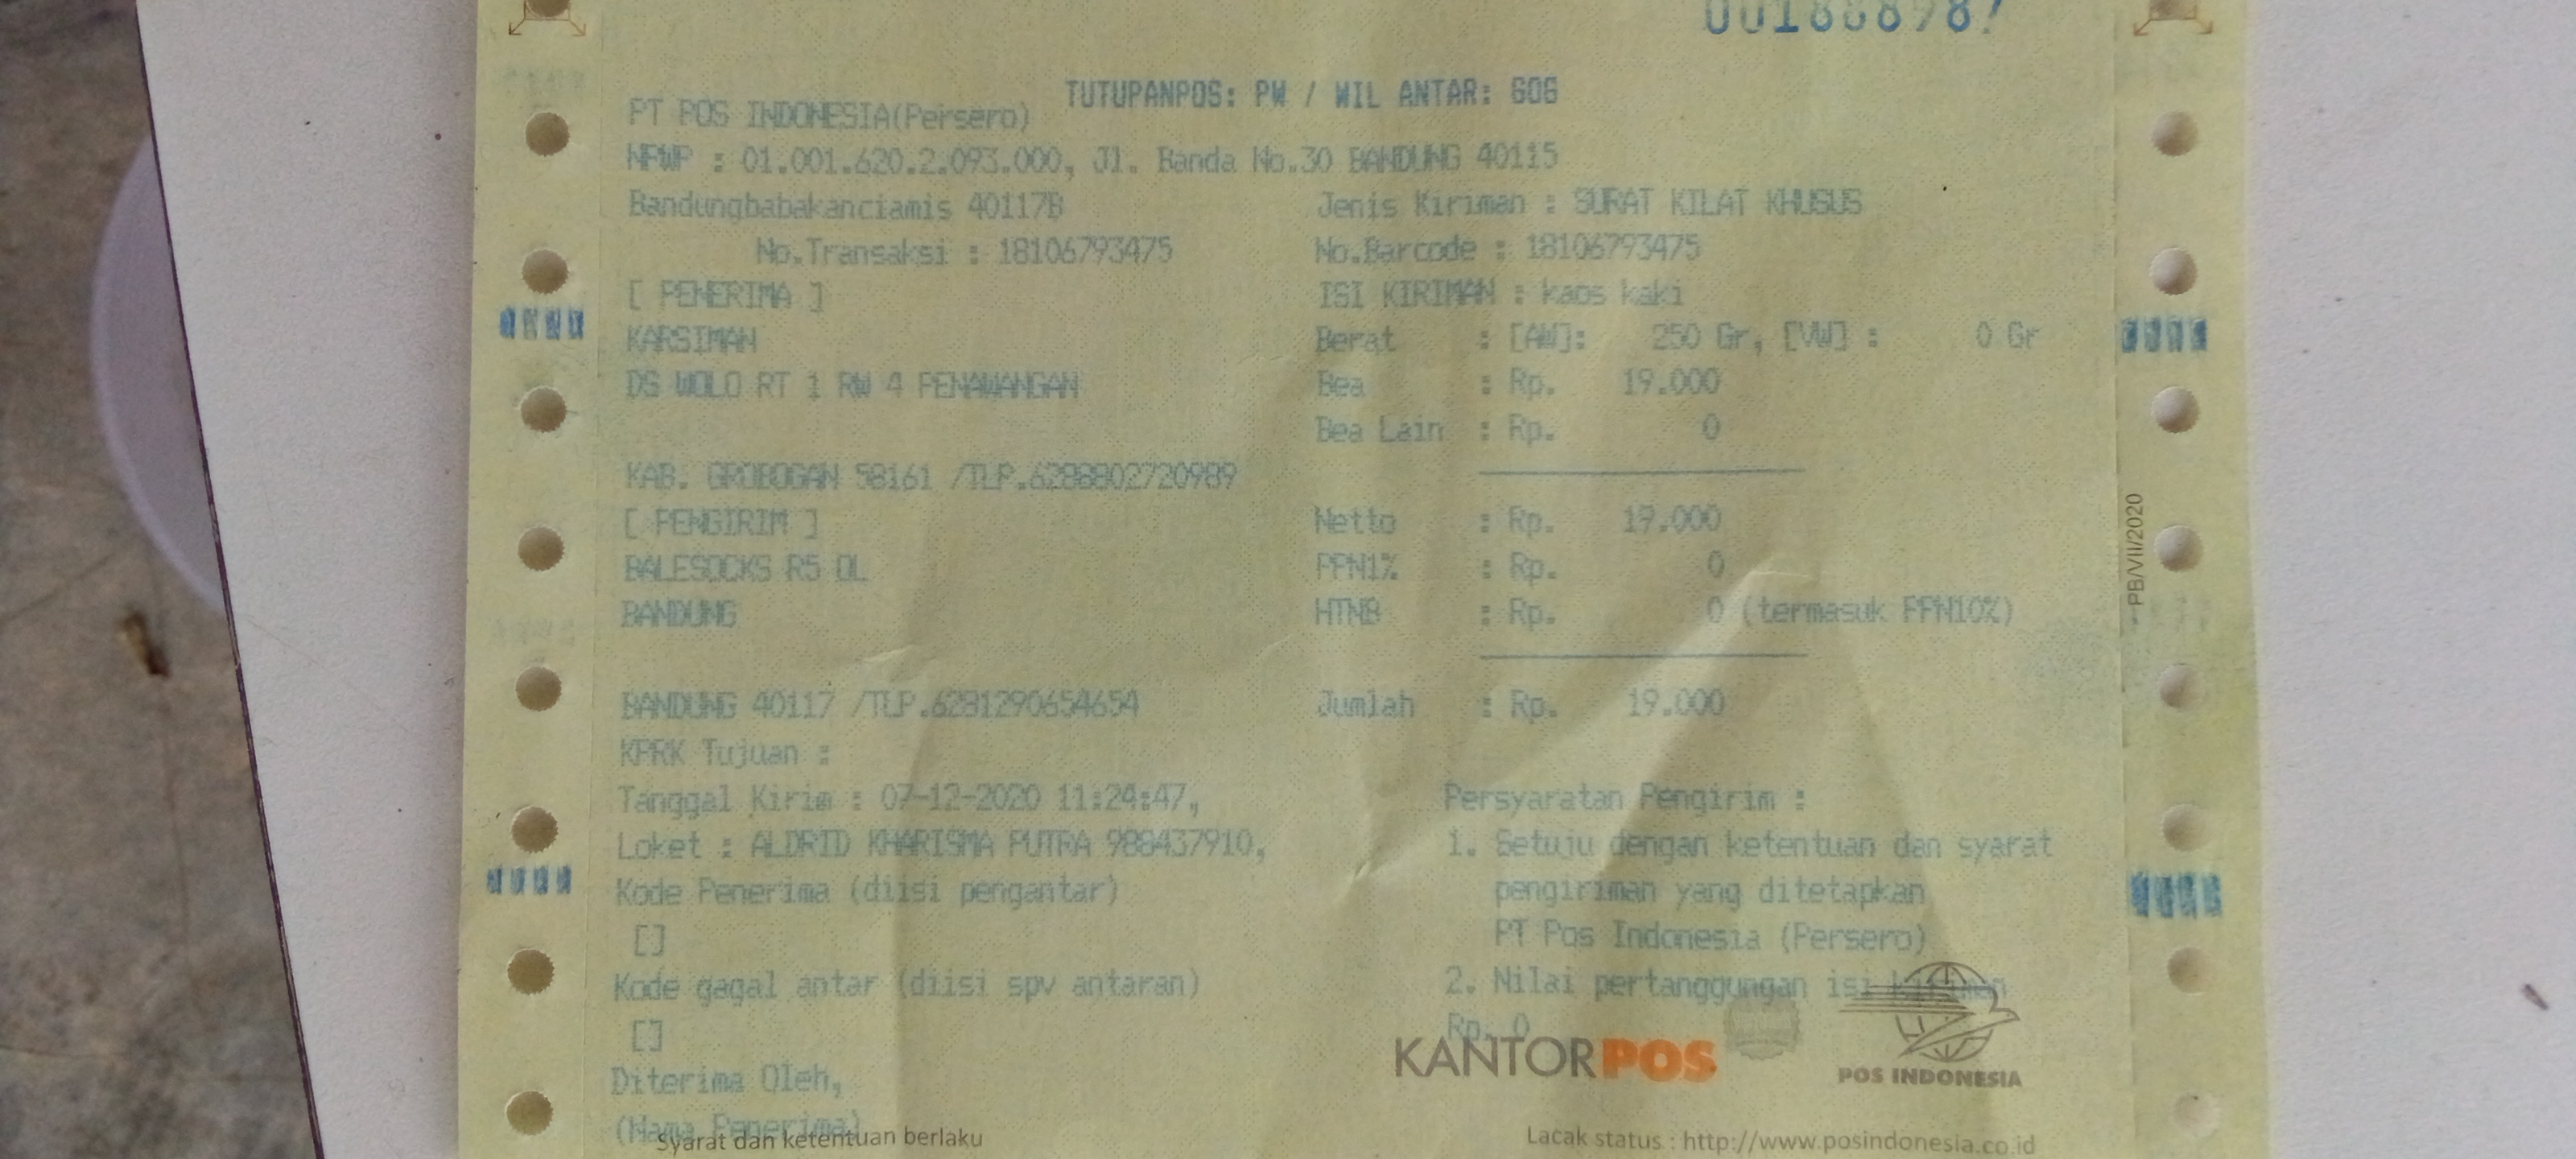 TUTUPANPOS: PW / WIL ANTAR: GOG
PT POS INDONESIA(Persero)
NPWP : 01.001.620.2.093.000, Jl. Banda No.30 BANDUNG 40115
Bandungbabakanciamis 40117B
No.Transaksi : 18106793475
[ PENERIMA ]
KARSIMAN
DS WOLO RT 1 RW 4 PENAWANGAN
KAB. GROBOGAN 58161 /TLP.6288802720989
[ PENGIRIM ]
BALESOCKS R5 OL
BANDUNG
BANDUNG 40117 /TLP.6281290654654
KPRK Tujuan :
Tanggal Kirim : 07-12-2020 11:24:47,
Loket : ALDRID KHARISMA PUTRA 988437910,
Kode Penerima (diisi pengantar)
[]
Kode gagal antar (diisi spv antaran)
[]
Diterima Oleh,
(Nama Penerima)
Syarat dan ketentuan berlaku
Jenis Kiriman : SURAT KILAT KHUSUS
No.Barcode : 18106793475
ISI KIRIMAN : kaos kaki
Berat : [AW]: 250 Gr, [VW] : 0 Gr
Bea : Rp. 19.000
Bea Lain : Rp. 0
Netto : Rp. 19.000
PPN1% : Rp. 0
HTNB : Rp. 0 (termasuk PPN10%)
Jumlah : Rp. 19.000
Persyaratan Pengirim :
1. Setuju dengan ketentuan dan syarat
pengiriman yang ditetapkan
PT Pos Indonesia (Persero)
2. Nilai pertanggungan isi kiriman
Rp. 0
KANTORPOS
POS INDONESIA
Lacak status : http://www.posindonesia.co.id
PB/VII/2020